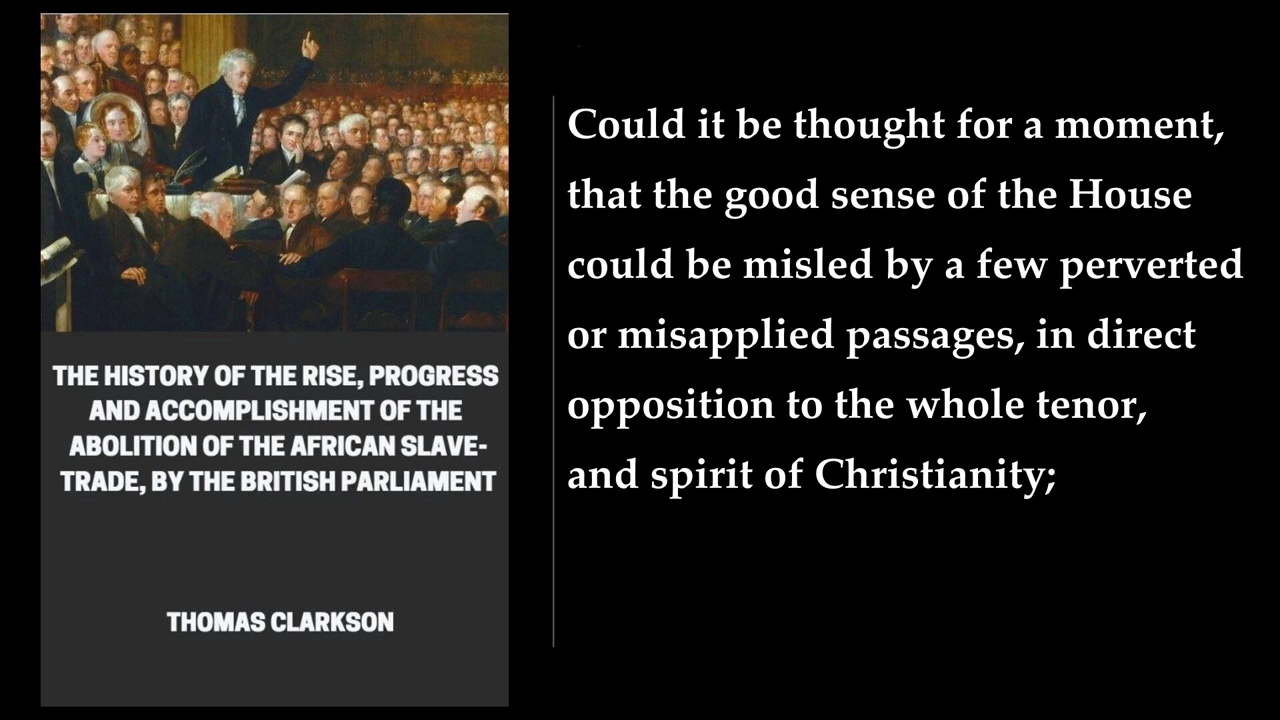 THE HISTORY OF THE RISE, PROGRESS
AND ACCOMPLISHMENT OF THE
ABOLITION OF THE AFRICAN SLAVE-
TRADE, BY THE BRITISH PARLIAMENT
THOMAS CLARKSON
Could it be thought for a moment,
that the good sense of the House
could be misled by a few perverted
or misapplied passages, in direct
opposition to the whole tenor,
and spirit of Christianity;